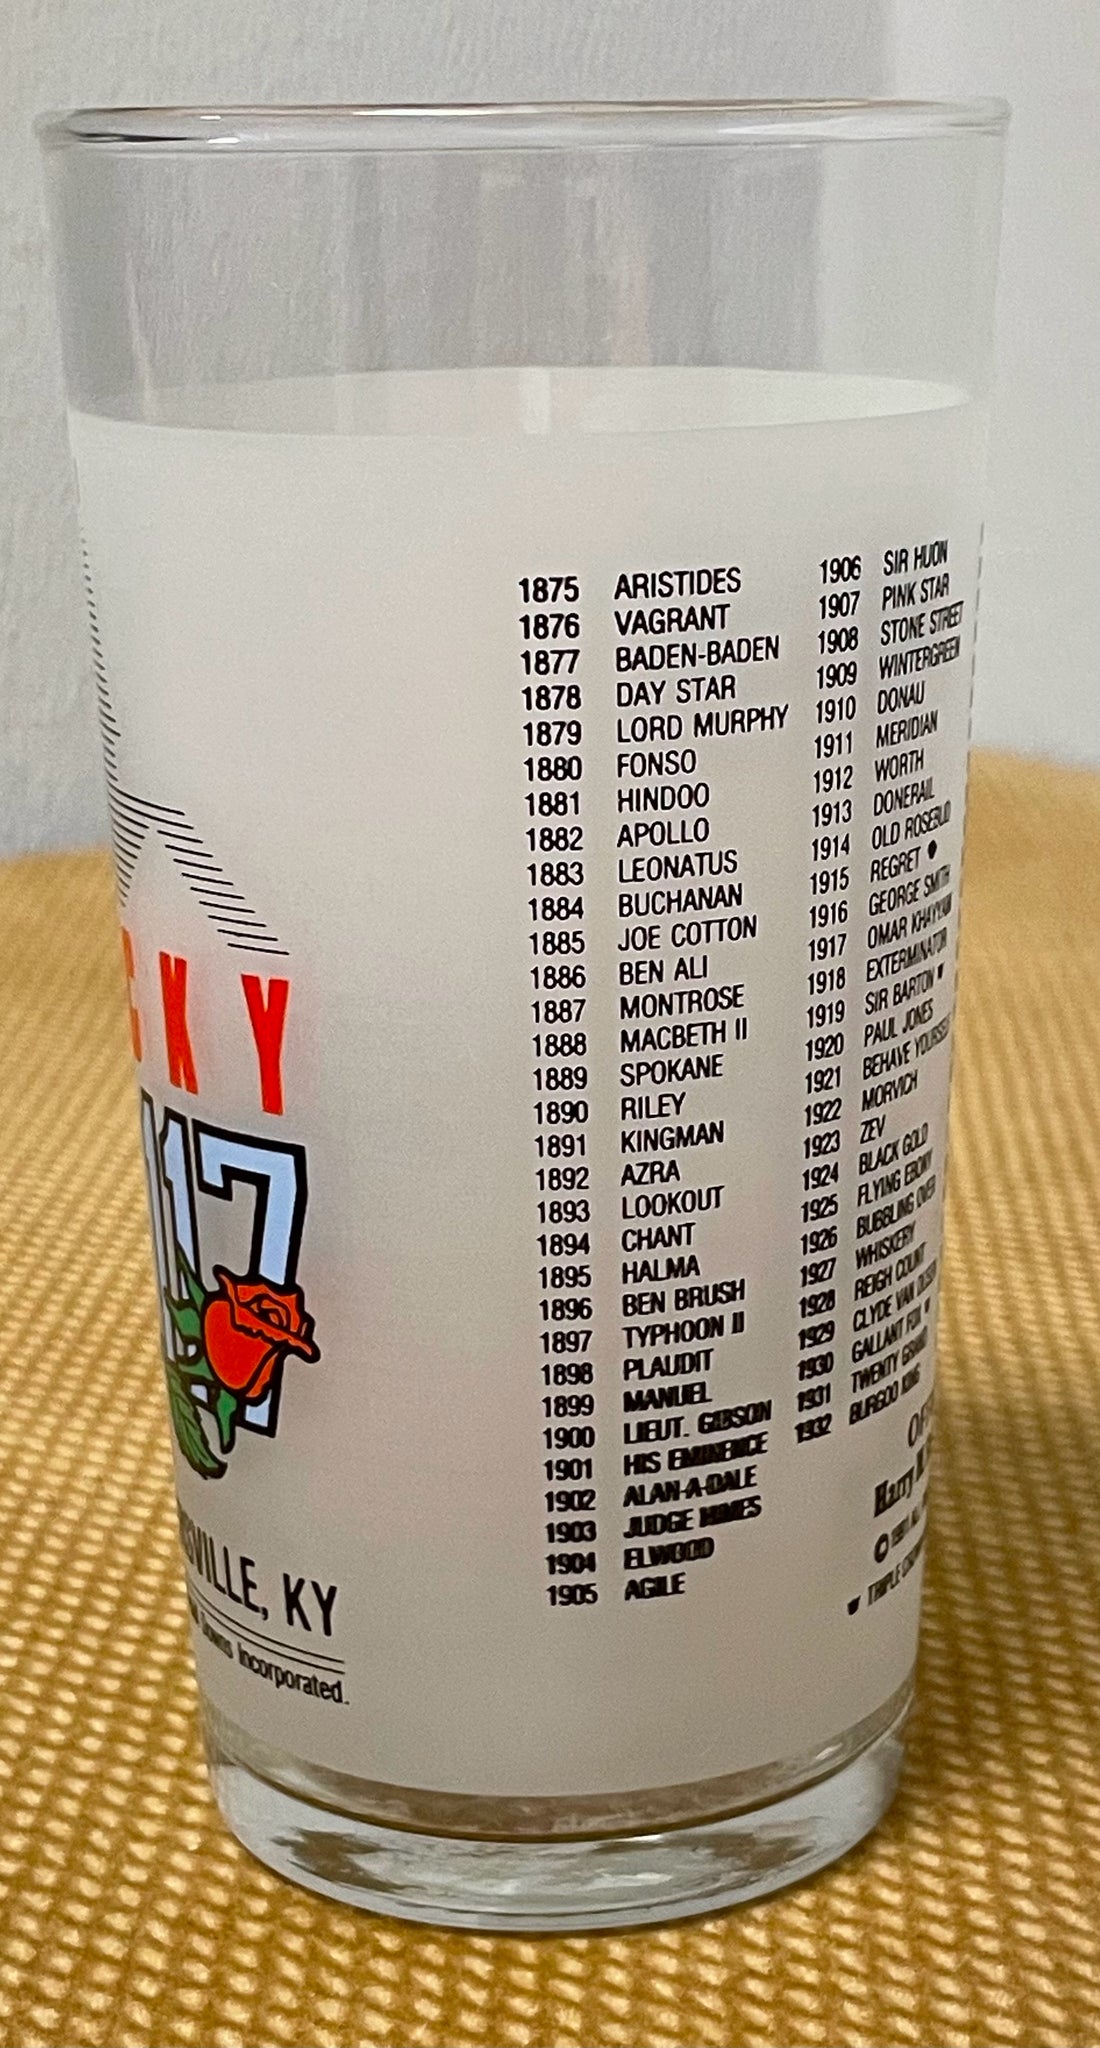 CKY
117
SVILLE, KY
Downs Incorporated.
1875 ARISTIDES
1876 VAGRANT
1877 BADEN-BADEN
1878 DAY STAR
1879 LORD MURPHY
1880 FONSO
1881 HINDOO
1882 APOLLO
1883 LEONATUS
1884 BUCHANAN
1885 JOE COTTON
1886 BEN ALI
1887 MONTROSE
1888 MACBETH II
1889 SPOKANE
1890 RILEY
1891 KINGMAN
1892 AZRA
1893 LOOKOUT
1894 CHANT
1895 HALMA
1896 BEN BRUSH
1897 TYPHOON II
1898 PLAUDIT
1899 MANUEL
1900 LIEUT. GIBSON
1901 HIS EMINENCE
1902 ALAN-A-DALE
1903 JUDGE HIMES
1904 ELWOOD
1905 AGILE
1906 SIR HUON
1907 PINK STAR
1908 STONE STREET
1909 WINTERGREEN
1910 DONAU
1911 MERIDIAN
1912 WORTH
1913 DONERAIL
1914 OLD ROSEBUD
1915 REGRET ●
1916 GEORGE SMITH
1917 OMAR KHAYYAM
1918 EXTERMINATOR
1919 SIR BARTON
1920 PAUL JONES
1921 BEHAVE YOURSELF
1922 MORVICH
1923 ZEV
1924 BLACK GOLD
1925 FLYING EBONY
1926 BUBBLING OVER
1927 WHISKERY
1928 REIGH COUNT
1929 CLYDE VAN DUSEN
1930 GALLANT FOX
1931 TWENTY GRAND
1932 BURGOO KING
Harry
©
TRIPLE